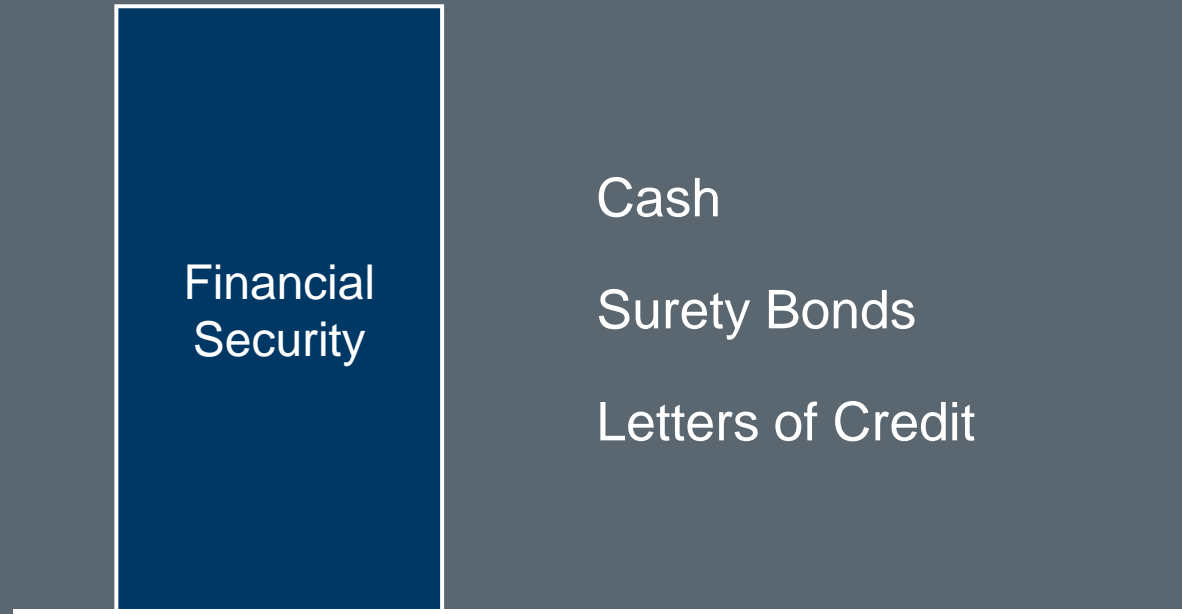 Financial
Security
Cash
Surety Bonds
Letters of Credit